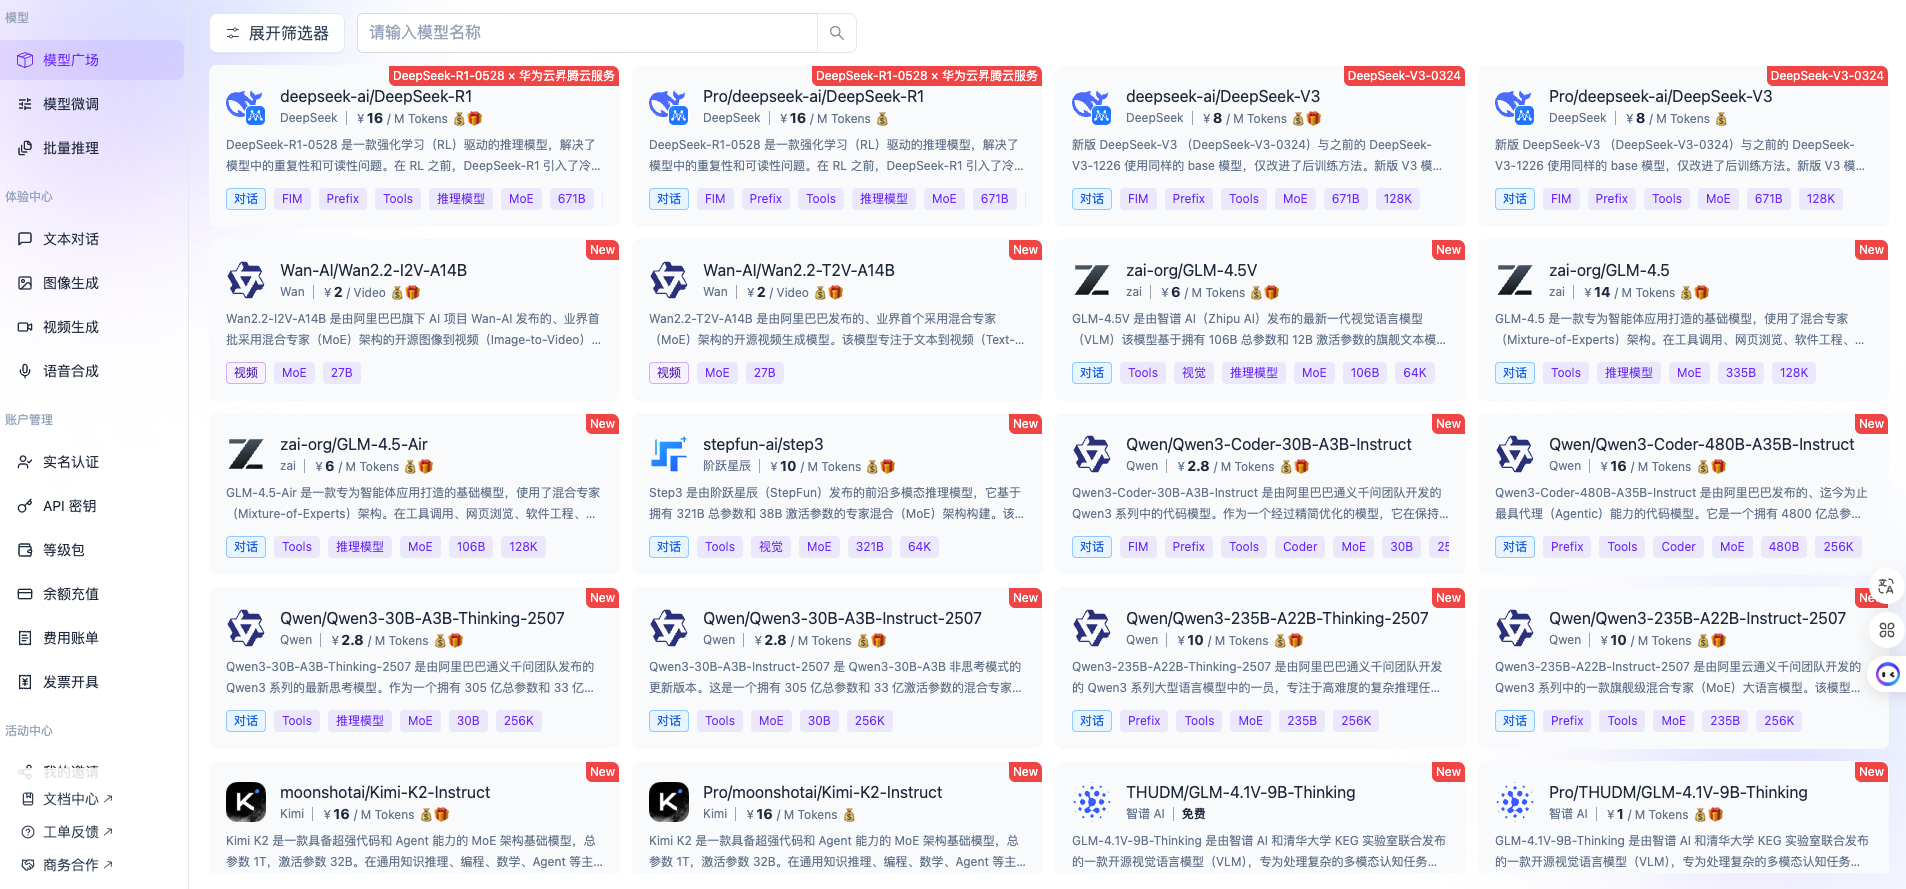 模型
模型广场
模型微调
批量推理
体验中心
文本对话
图像生成
视频生成
语音合成
账户管理
实名认证
API 密钥
等级包
余额充值
费用账单
发票开具
活动中心
我的邀请
文档中心
工单反馈
商务合作
展开筛选器
请输入模型名称
DeepSeek-R1-0528 × 华为云昇腾云服务
deepseek-ai/DeepSeek-R1
DeepSeek | ￥16 / M Tokens
DeepSeek-R1-0528 是一款强化学习（RL）驱动的推理模型，解决了
模型中的重复性和可读性问题。在 RL 之前，DeepSeek-R1 引入了冷...
对话 FIM Prefix Tools 推理模型 MoE 671B
DeepSeek-R1-0528 × 华为云昇腾云服务
Pro/deepseek-ai/DeepSeek-R1
DeepSeek | ￥16 / M Tokens
DeepSeek-R1-0528 是一款强化学习（RL）驱动的推理模型，解决了
模型中的重复性和可读性问题。在 RL 之前，DeepSeek-R1 引入了冷...
对话 FIM Prefix Tools 推理模型 MoE 671B
DeepSeek-V3-0324
deepseek-ai/DeepSeek-V3
DeepSeek | ￥8 / M Tokens
新版 DeepSeek-V3 （DeepSeek-V3-0324）与之前的 DeepSeek-
V3-1226 使用同样的 base 模型，仅改进了后训练方法。新版 V3 模...
对话 FIM Prefix Tools MoE 671B 128K
DeepSeek-V3-0324
Pro/deepseek-ai/DeepSeek-V3
DeepSeek | ￥8 / M Tokens
新版 DeepSeek-V3 （DeepSeek-V3-0324）与之前的 DeepSeek-
V3-1226 使用同样的 base 模型，仅改进了后训练方法。新版 V3 模...
对话 FIM Prefix Tools MoE 671B 128K
New
Wan-AI/Wan2.2-I2V-A14B
Wan | ￥2 / Video
Wan2.2-I2V-A14B 是由阿里巴巴旗下 AI 项目 Wan-AI 发布的、业界首
批采用混合专家（MoE）架构的开源图像到视频（Image-to-Video）...
视频 MoE 27B
New
Wan-AI/Wan2.2-T2V-A14B
Wan | ￥2 / Video
Wan2.2-T2V-A14B 是由阿里巴巴发布的、业界首个采用混合专家
（MoE）架构的开源视频生成模型。该模型专注于文本到视频（Text-...
视频 MoE 27B
New
zai-org/GLM-4.5V
zai | ￥6 / M Tokens
GLM-4.5V 是由智谱 AI（Zhipu AI）发布的最新一代视觉语言模型
（VLM）该模型基于拥有 106B 总参数和 12B 激活参数的旗舰文本模...
对话 Tools 视觉 推理模型 MoE 106B 64K
New
zai-org/GLM-4.5
zai | ￥14 / M Tokens
GLM-4.5 是一款专为智能体应用打造的基础模型，使用了混合专家
（Mixture-of-Experts）架构。在工具调用、网页浏览、软件工程、...
对话 Tools 推理模型 MoE 335B 128K
New
zai-org/GLM-4.5-Air
zai | ￥6 / M Tokens
GLM-4.5-Air 是一款专为智能体应用打造的基础模型，使用了混合专家
（Mixture-of-Experts）架构。在工具调用、网页浏览、软件工程、...
对话 Tools 推理模型 MoE 106B 128K
New
stepfun-ai/step3
阶跃星辰 | ￥10 / M Tokens
Step3 是由阶跃星辰（StepFun）发布的前沿多模态推理模型，它基于
拥有 321B 总参数和 38B 激活参数的专家混合（MoE）架构构建。该...
对话 Tools 视觉 MoE 321B 64K
New
Qwen/Qwen3-Coder-30B-A3B-Instruct
Qwen | ￥2.8 / M Tokens
Qwen3-Coder-30B-A3B-Instruct 是由阿里巴巴通义千问团队开发的
Qwen3 系列中的代码模型。作为一个经过精简优化的模型，它在保持...
对话 FIM Prefix Tools Coder MoE 30B 25
New
Qwen/Qwen3-Coder-480B-A35B-Instruct
Qwen | ￥16 / M Tokens
Qwen3-Coder-480B-A35B-Instruct 是由阿里巴巴发布的、迄今为止
最具代理（Agentic）能力的代码模型。它是一个拥有 4800 亿总参...
对话 Prefix Tools Coder MoE 480B 256K
New
Qwen/Qwen3-30B-A3B-Thinking-2507
Qwen | ￥2.8 / M Tokens
Qwen3-30B-A3B-Thinking-2507 是由阿里巴巴通义千问团队发布的
Qwen3 系列的最新思考模型。作为一个拥有 305 亿总参数和 33 亿...
对话 Tools 推理模型 MoE 30B 256K
New
Qwen/Qwen3-30B-A3B-Instruct-2507
Qwen | ￥2.8 / M Tokens
Qwen3-30B-A3B-Instruct-2507 是 Qwen3-30B-A3B 非思考模式的
更新版本。这是一个拥有 305 亿总参数和 33 亿激活参数的混合专家...
对话 Tools MoE 30B 256K
New
Qwen/Qwen3-235B-A22B-Thinking-2507
Qwen | ￥10 / M Tokens
Qwen3-235B-A22B-Thinking-2507 是由阿里巴巴通义千问团队开发
的 Qwen3 系列大型语言模型中的一员，专注于高难度的复杂推理任...
对话 Prefix Tools MoE 235B 256K
Qwen/Qwen3-235B-A22B-Instruct-2507
Qwen | ￥10 / M Tokens
Qwen3-235B-A22B-Instruct-2507 是由阿里云通义千问团队开发的
Qwen3 系列中的一款旗舰级混合专家（MoE）大语言模型。该模型...
对话 Prefix Tools MoE 235B 256K
New
moonshotai/Kimi-K2-Instruct
Kimi | ￥16 / M Tokens
Kimi K2 是一款具备超强代码和 Agent 能力的 MoE 架构基础模型，总
参数 1T，激活参数 32B。在通用知识推理、编程、数学、Agent 等主...
New
Pro/moonshotai/Kimi-K2-Instruct
Kimi | ￥16 / M Tokens
Kimi K2 是一款具备超强代码和 Agent 能力的 MoE 架构基础模型，总
参数 1T，激活参数 32B。在通用知识推理、编程、数学、Agent 等主...
New
THUDM/GLM-4.1V-9B-Thinking
智谱 AI | 免费
GLM-4.1V-9B-Thinking 是由智谱 AI 和清华大学 KEG 实验室联合发布
的一款开源视觉语言模型（VLM），专为处理复杂的多模态认知任务...
New
Pro/THUDM/GLM-4.1V-9B-Thinking
智谱 AI | ￥1 / M Tokens
GLM-4.1V-9B-Thinking 是由智谱 AI 和清华大学 KEG 实验室联合发布
的一款开源视觉语言模型（VLM），专为处理复杂的多模态认知任务...